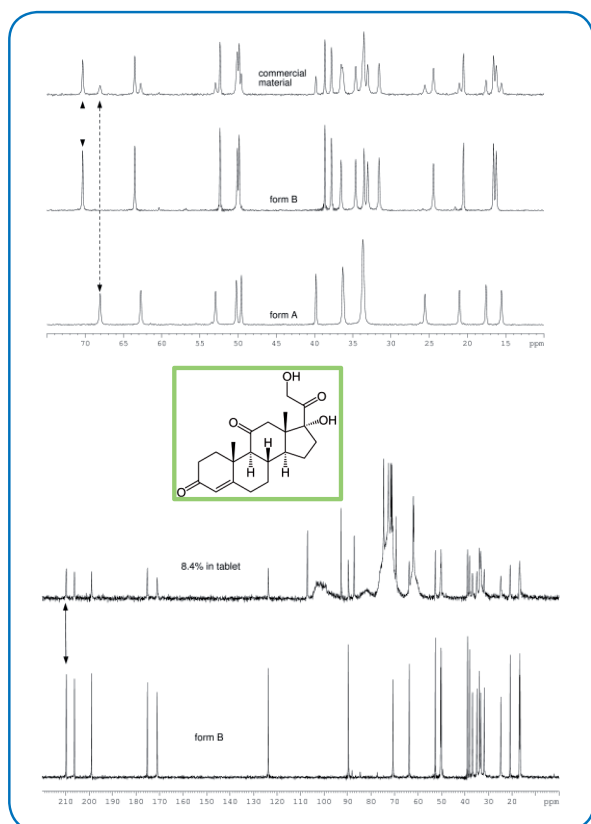 commercial
material
form B
form A
70 65 60 55 50 45 40 35 30 25 20 15 ppm
OH
O
O
OH
H
H H
O
8.4% in tablet
form B
210 200 190 180 170 160 150 140 130 120 110 100 90 80 70 60 50 40 30 20 ppm